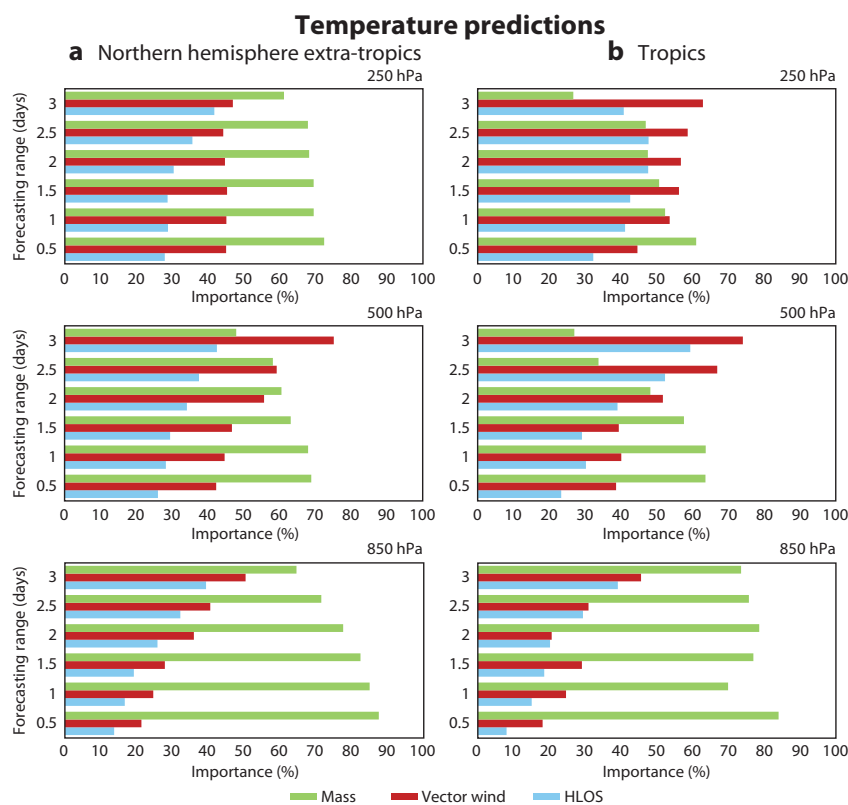 Temperature predictions
a Northern hemisphere extra-tropics
b Tropics
250 hPa
Forecasting range (days)
3
2.5
2
1.5
1
0.5
0 10 20 30 40 50 60 70 80 90 100
Importance (%)
250 hPa
3
2.5
2
1.5
1
0.5
0 10 20 30 40 50 60 70 80 90 100
Importance (%)
500 hPa
Forecasting range (days)
3
2.5
2
1.5
1
0.5
0 10 20 30 40 50 60 70 80 90 100
Importance (%)
500 hPa
3
2.5
2
1.5
1
0.5
0 10 20 30 40 50 60 70 80 90 100
Importance (%)
850 hPa
Forecasting range (days)
3
2.5
2
1.5
1
0.5
0 10 20 30 40 50 60 70 80 90 100
Importance (%)
850 hPa
3
2.5
2
1.5
1
0.5
0 10 20 30 40 50 60 70 80 90 100
Importance (%)
Mass Vector wind HLOS